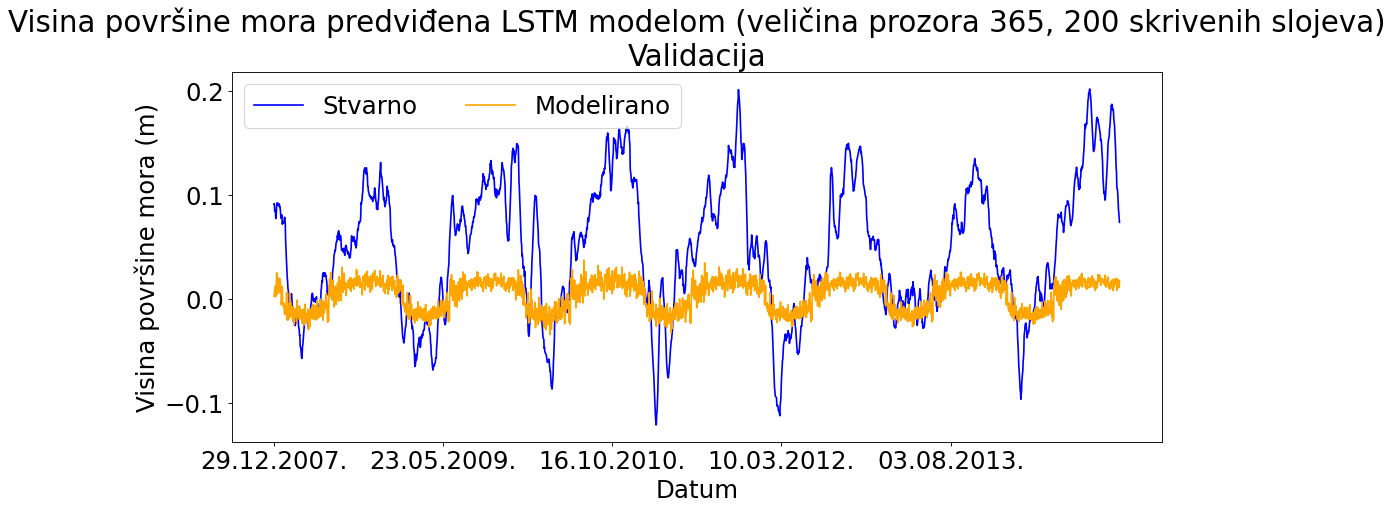 Visina površine mora predviđena LSTM modelom (veličina prozora 365, 200 skrivenih slojeva)
Validacija
Stvarno
Modelirano
Visina površine mora (m)
0.2
0.1
0.0
−0.1
29.12.2007.
23.05.2009.
16.10.2010.
10.03.2012.
03.08.2013.
Datum